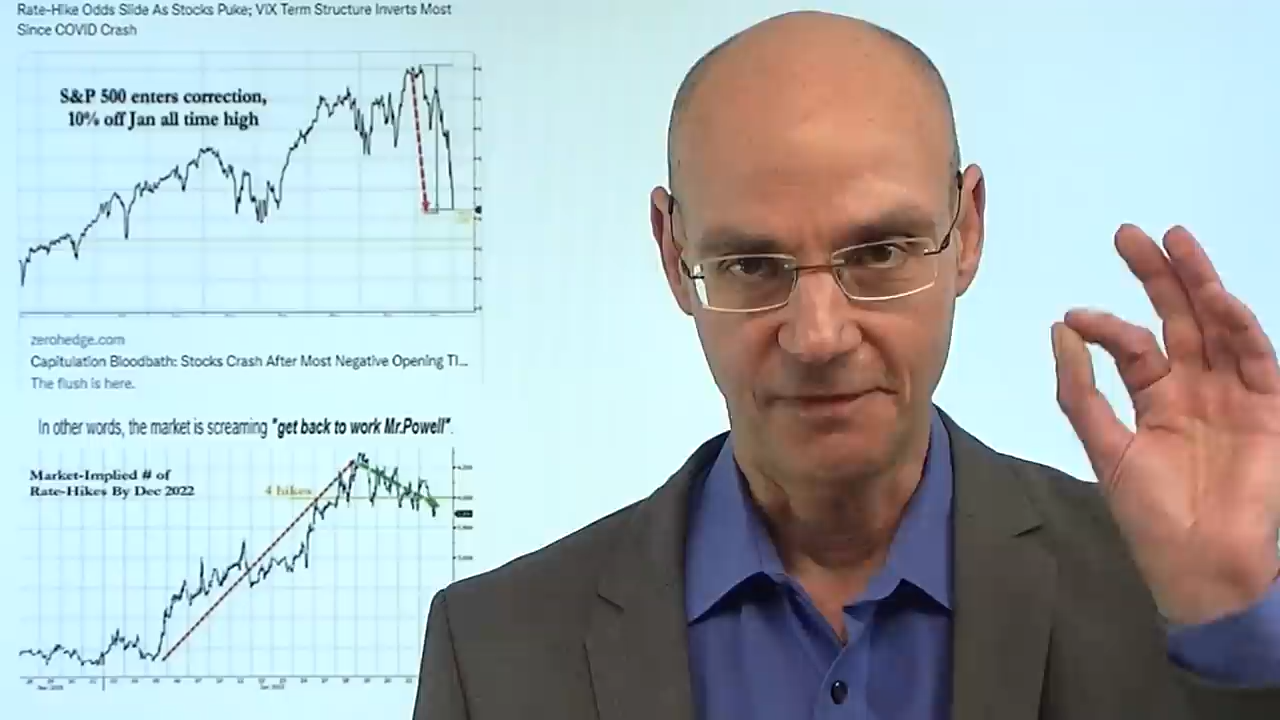 Rate-Hike Odds Slide As Stocks Puke; VIX Term Structure Inverts Most
Since COVID Crash
S&P 500 enters correction,
10% off Jan all time high
zerohedge.com
Capitulation Bloodbath: Stocks Crash After Most Negative Opening TI...
The flush is here.
In other words, the market is screaming "get back to work Mr.Powell".
Market-Implied # of
Rate-Hikes By Dec 2022
4 hikes